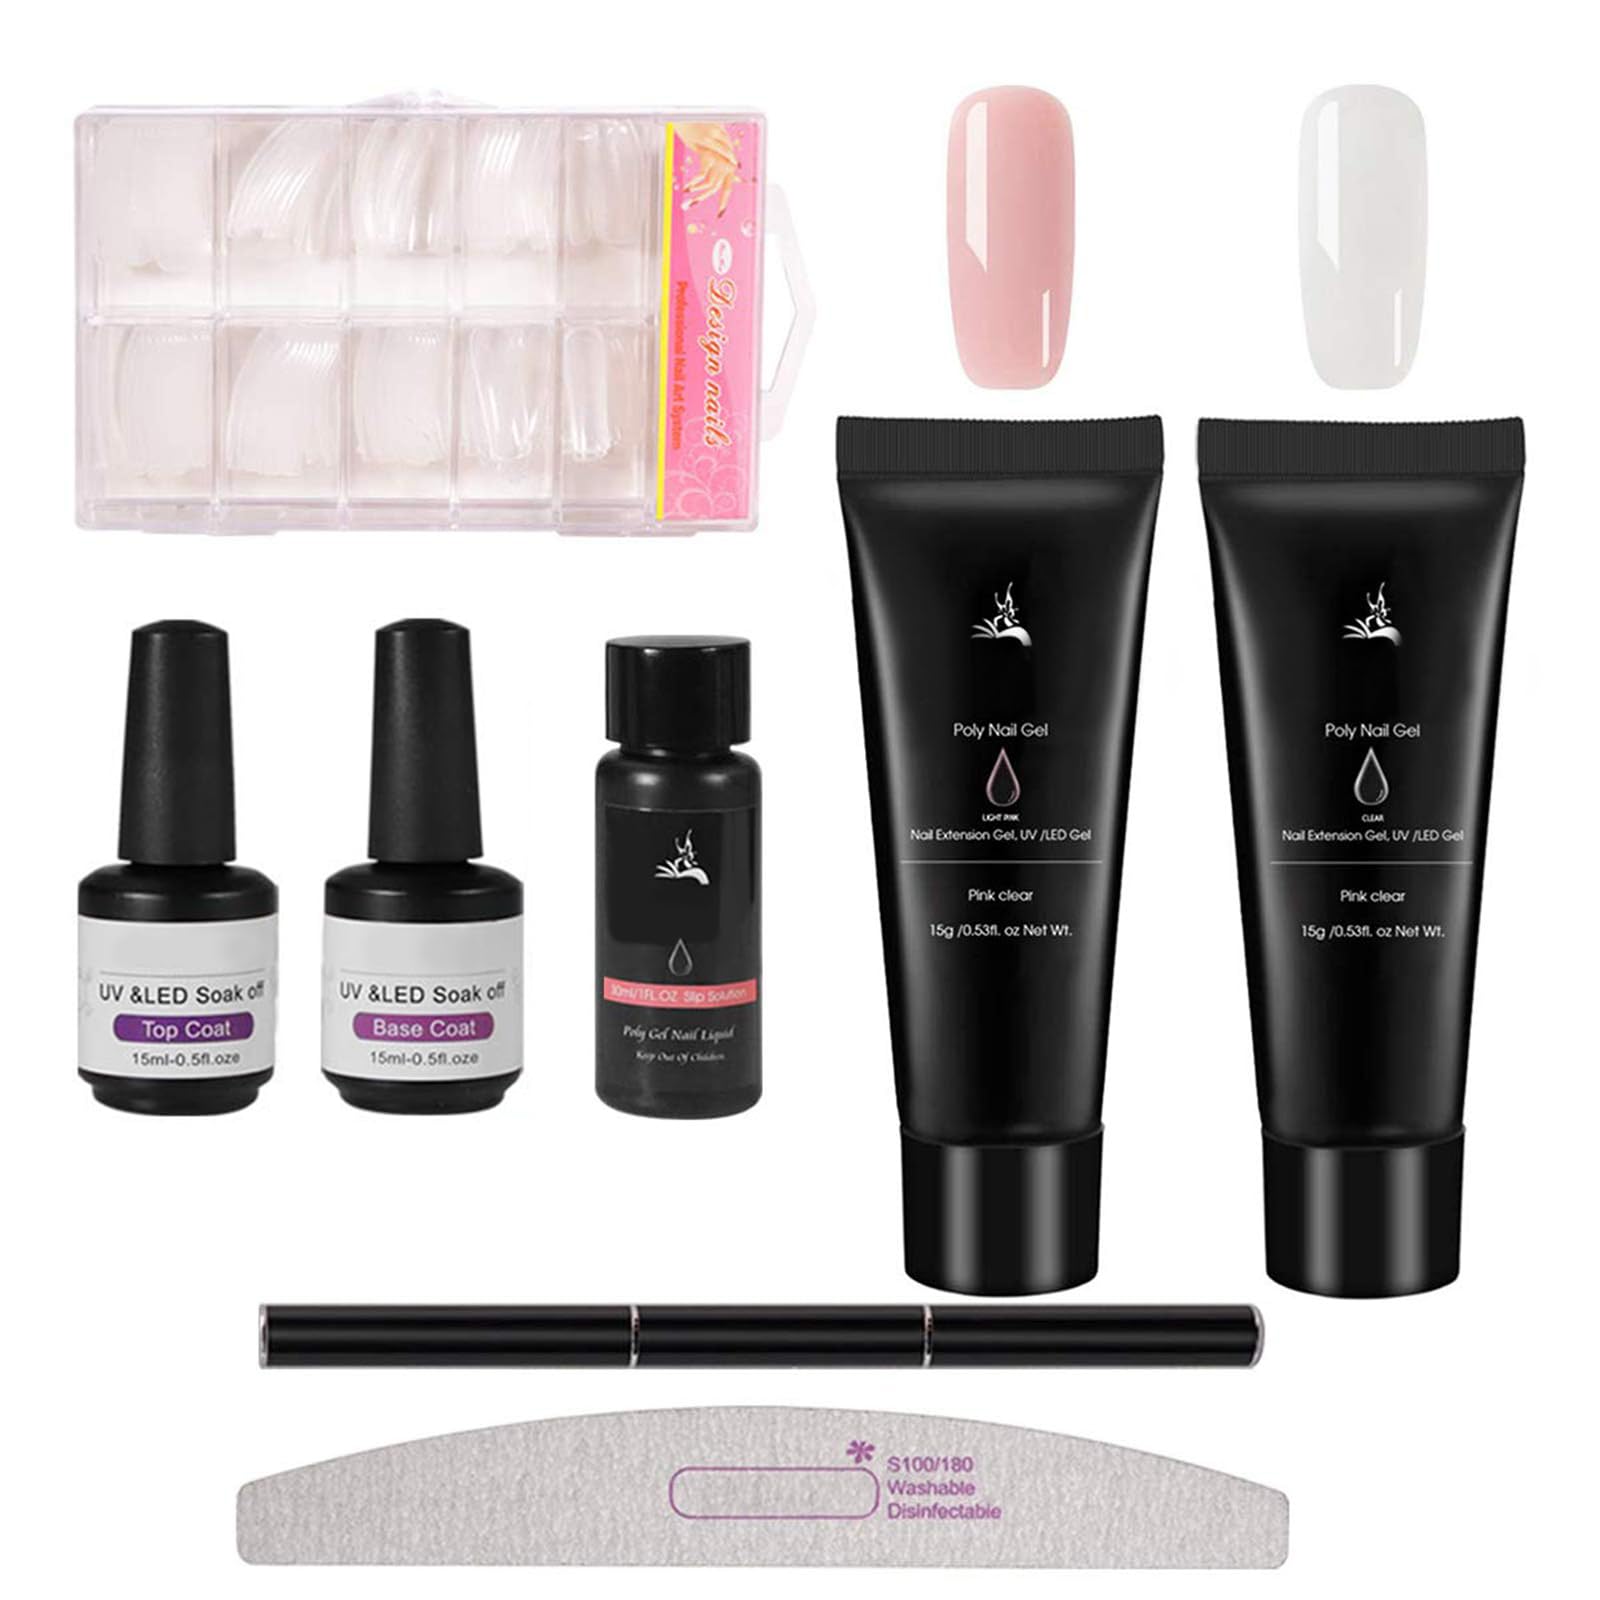 Design nails
Professional Nail Art System
UV &LED Soak off
Top Coat
15ml-0.5fl.oze
UV &LED Soak off
Base Coat
15ml-0.5fl.oze
30ml/1FL.OZ Slip Solution
Poly Gel Nail Liquid
Keep Out Of Children
Poly Nail Gel
LIGHT PINK
Nail Extension Gel, UV /LED Gel
Pink clear
15g /0.53fl. oz Net Wt.
Poly Nail Gel
CLEAR
Nail Extension Gel, UV /LED Gel
Pink clear
15g /0.53fl. oz Net Wt.
S100/180
Washable
Disinfectable